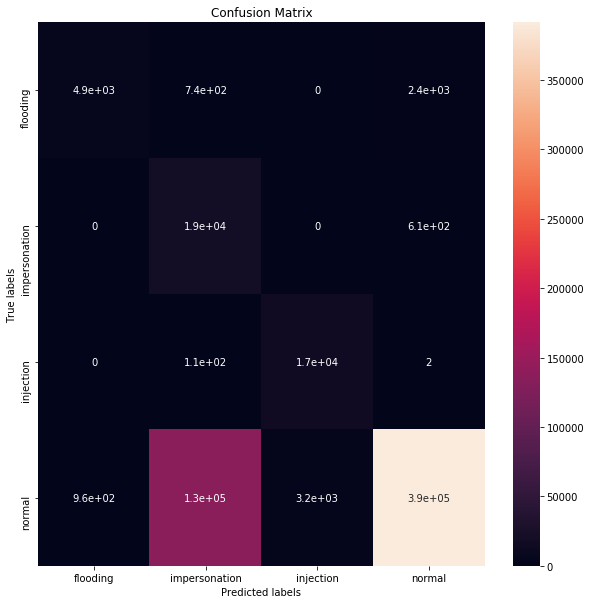 Confusion Matrix
True labels
flooding
4.9e+03 7.4e+02 0 2.4e+03
impersonation
0 1.9e+04 0 6.1e+02
injection
0 1.1e+02 1.7e+04 2
normal
9.6e+02 1.3e+05 3.2e+03 3.9e+05
flooding impersonation injection normal
Predicted labels
350000
300000
250000
200000
150000
100000
50000
0